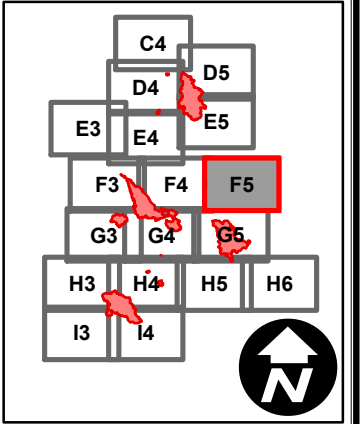 C4
D4 D5
E3 E4 E5
F3 F4 F5
G3 G4 G5
H3 H4 H5 H6
I3 I4
N